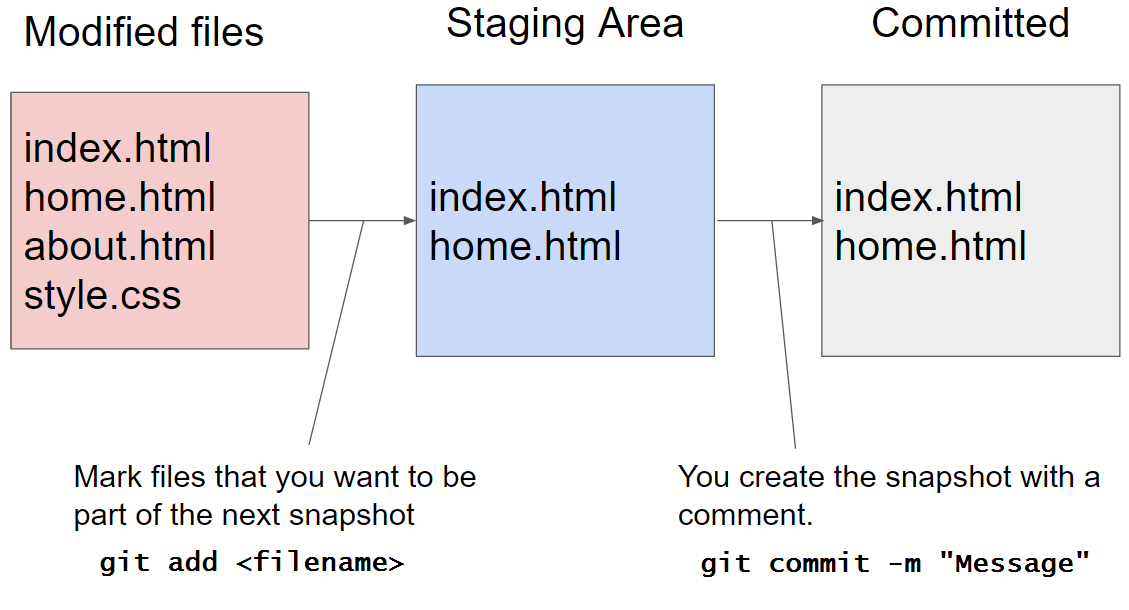 Modified files
Staging Area
Committed
index.html
home.html
about.html
style.css
index.html
home.html
index.html
home.html
Mark files that you want to be
part of the next snapshot
git add <filename>
You create the snapshot with a
comment.
git commit -m "Message"